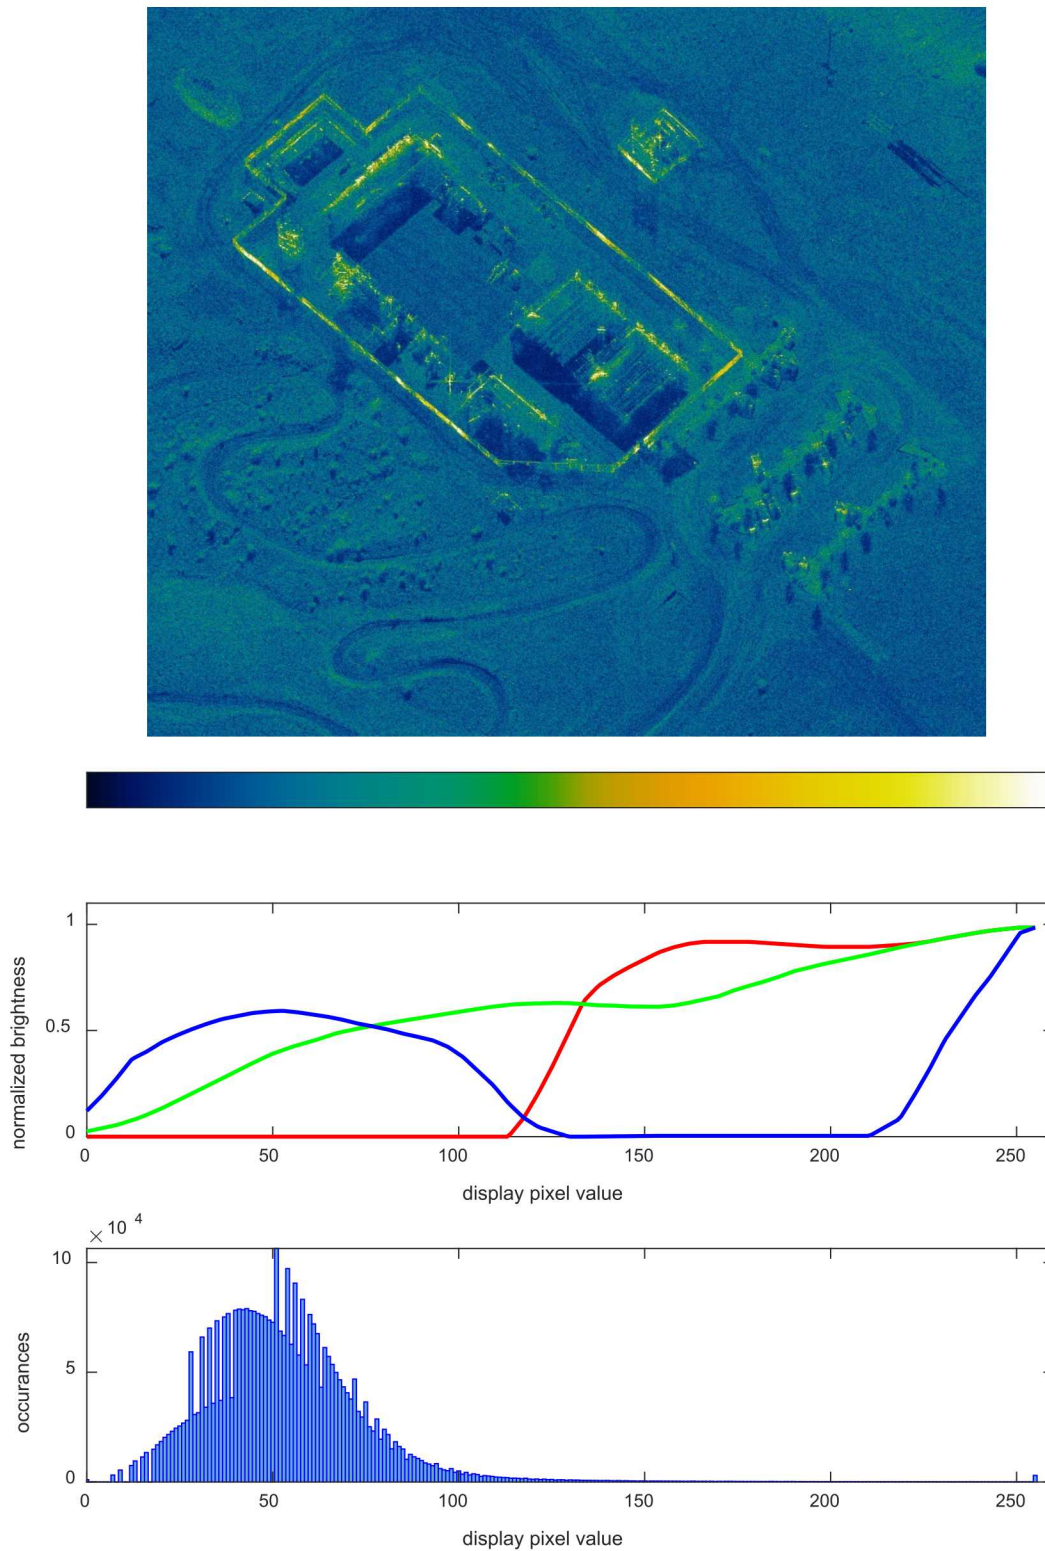 1
0.5
0
normalized brightness
0 50 100 150 200 250
display pixel value
× 10 4
10
5
0
occurances
0 50 100 150 200 250
display pixel value